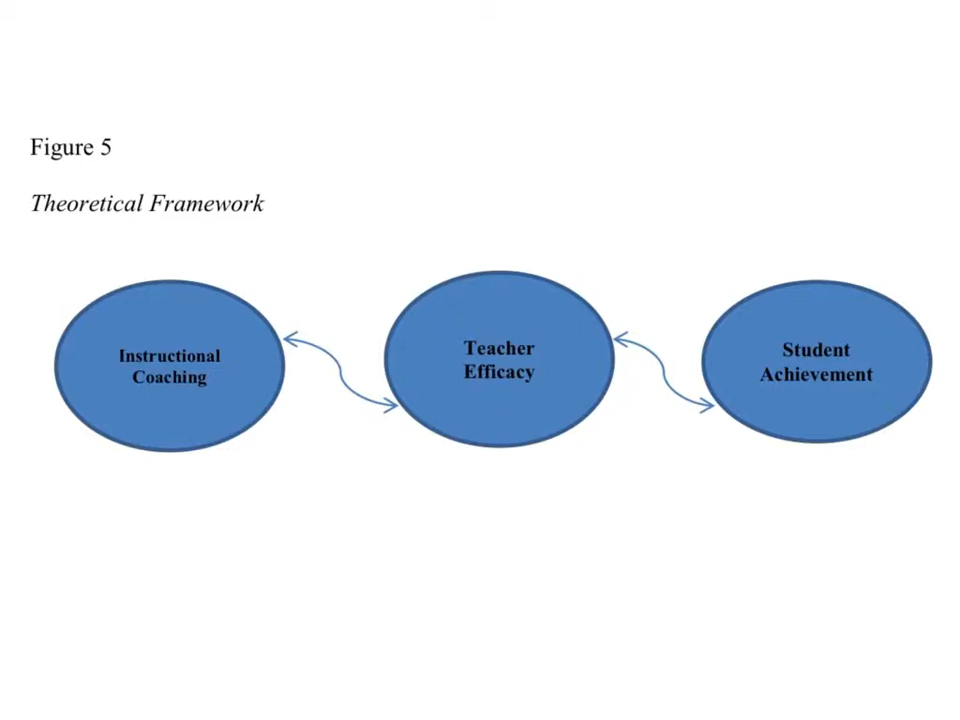 Figure 5
Theoretical Framework
Instructional
Coaching
Teacher
Efficacy
Student
Achievement